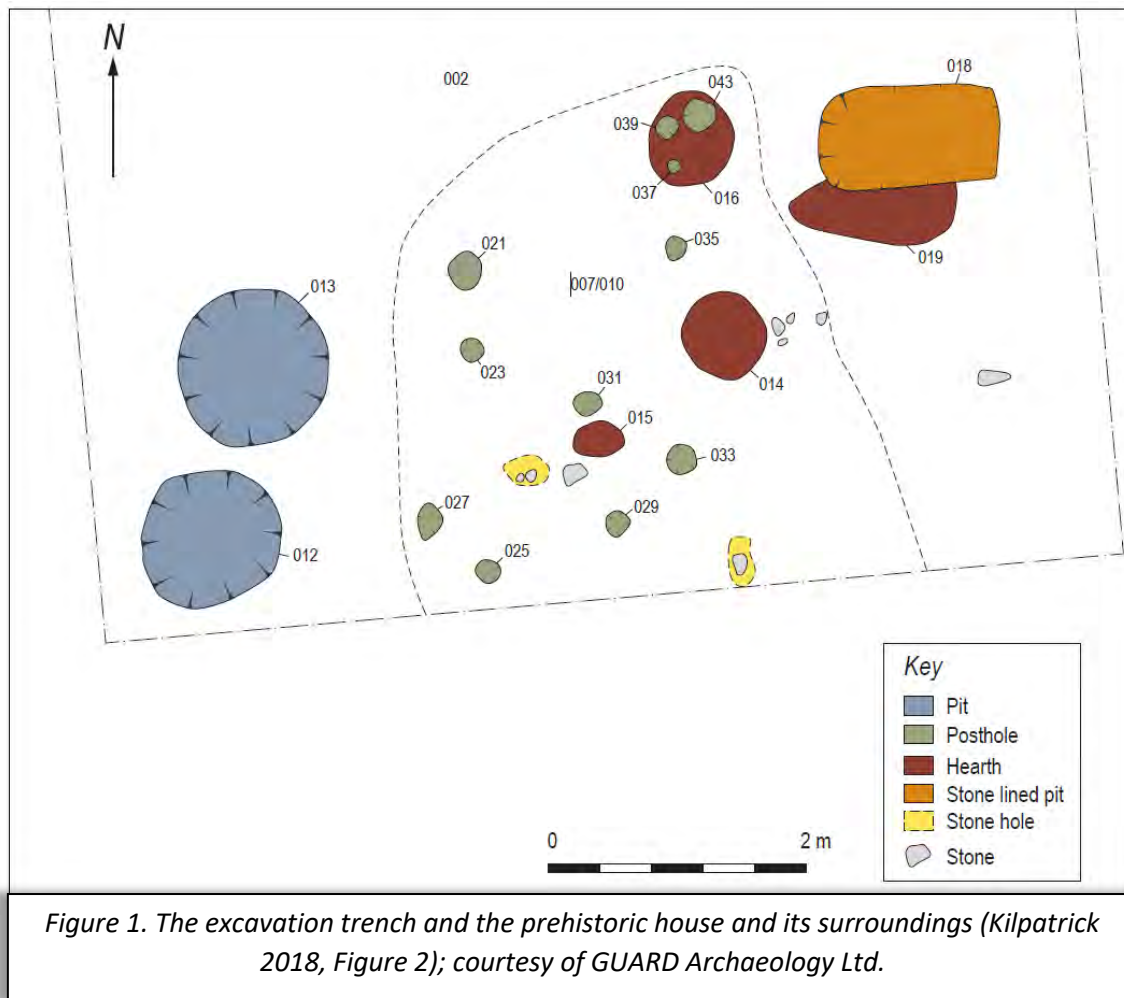 N
002
018
043
039
037
016
035
019
021
007/010
013
023
014
031
015
033
027
029
025
012
Key
Pit
Posthole
Hearth
Stone lined pit
Stone hole
Stone
0 2 m
Figure 1. The excavation trench and the prehistoric house and its surroundings (Kilpatrick
2018, Figure 2); courtesy of GUARD Archaeology Ltd.